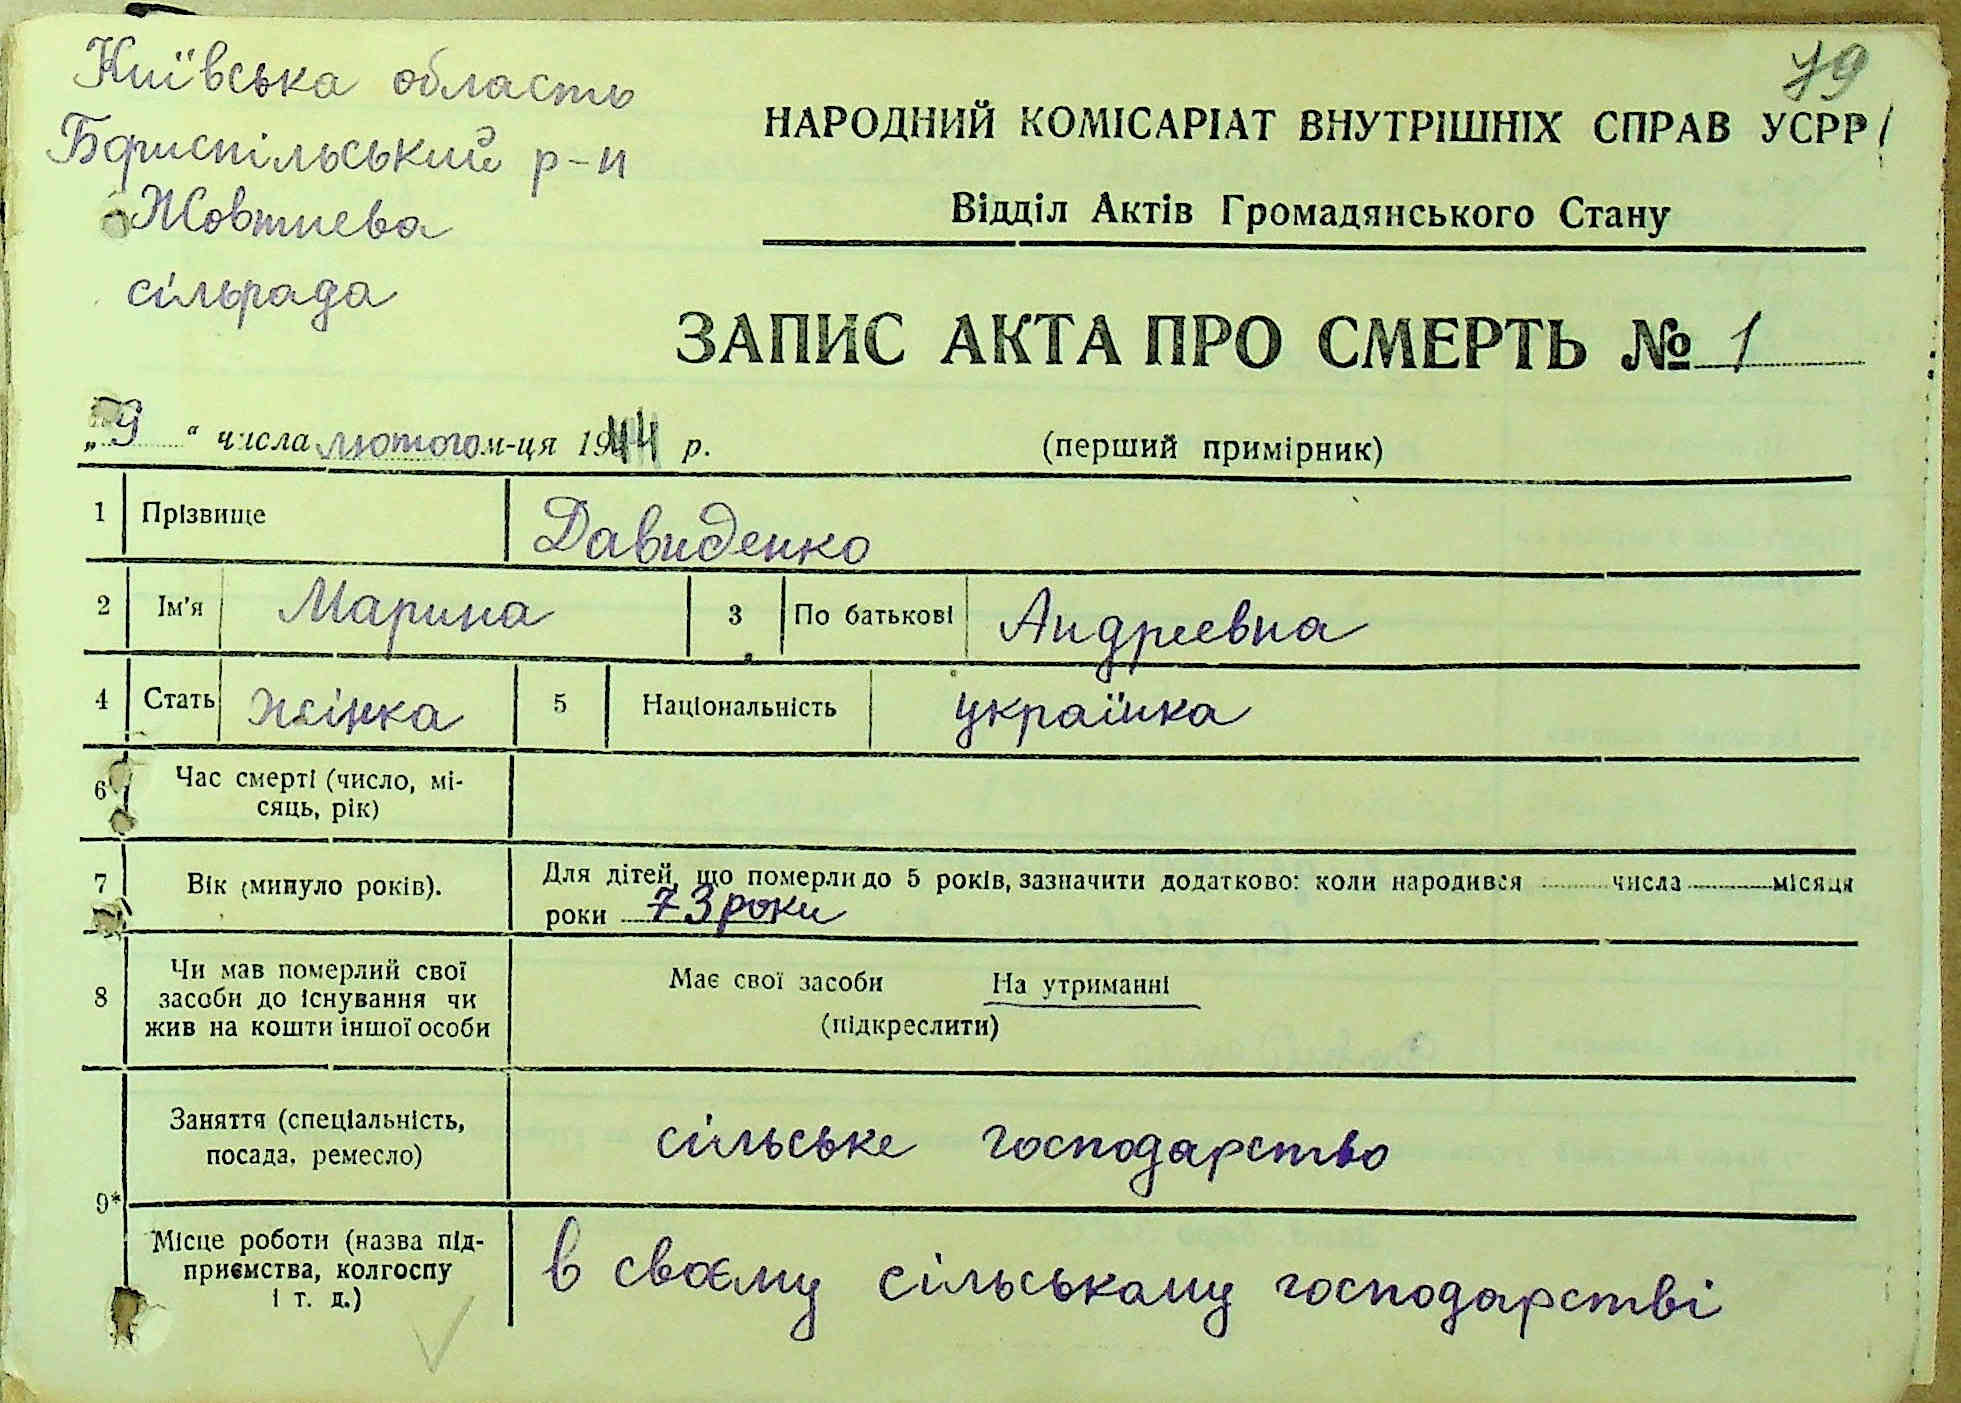 79
Київська область
Бориспільський р-н
Жовтнева
сільрада
НАРОДНИЙ КОМІСАРІАТ ВНУТРІШНІХ СПРАВ УСРР
Відділ Актів Громадянського Стану
ЗАПИС АКТА ПРО СМЕРТЬ № 1
„9“ числа лютого м-ця 1944 р. (перший примірник)
1 Прізвище Давиденко
2 Ім'я Марина 3 По батькові Андреевна
4 Стать жінка 5 Національність українка
6 Час смерті (число, мі-
сяць, рік)
7 Вік (минуло років). Для дітей, що померли до 5 років, зазначити додатково: коли народився числа місяця
роки 73 роки
8 Чи мав померлий свої
засоби до існування чи
жив на кошти іншої особи
Має свої засоби На утриманні
(підкреслити)
9* Заняття (спеціальність,
посада, ремесло) сільське господарство
Місце роботи (назва під-
приємства, колгоспу
і т. д.) в своєму сільському господарстві